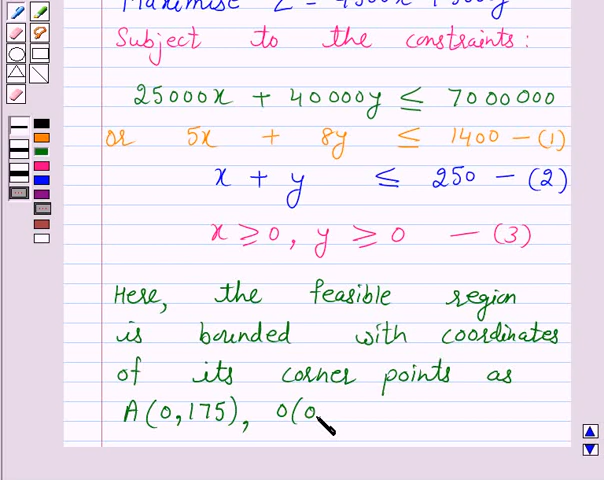 Subject to the constraints:
25000x + 40000y ≤ 7000000
or 5x + 8y ≤ 1400 – (1)
x + y ≤ 250 – (2)
x ≥ 0, y ≥ 0 — (3)
Here, the feasible region
is bounded with coordinates
of its corner points as
A(0,175), O(0